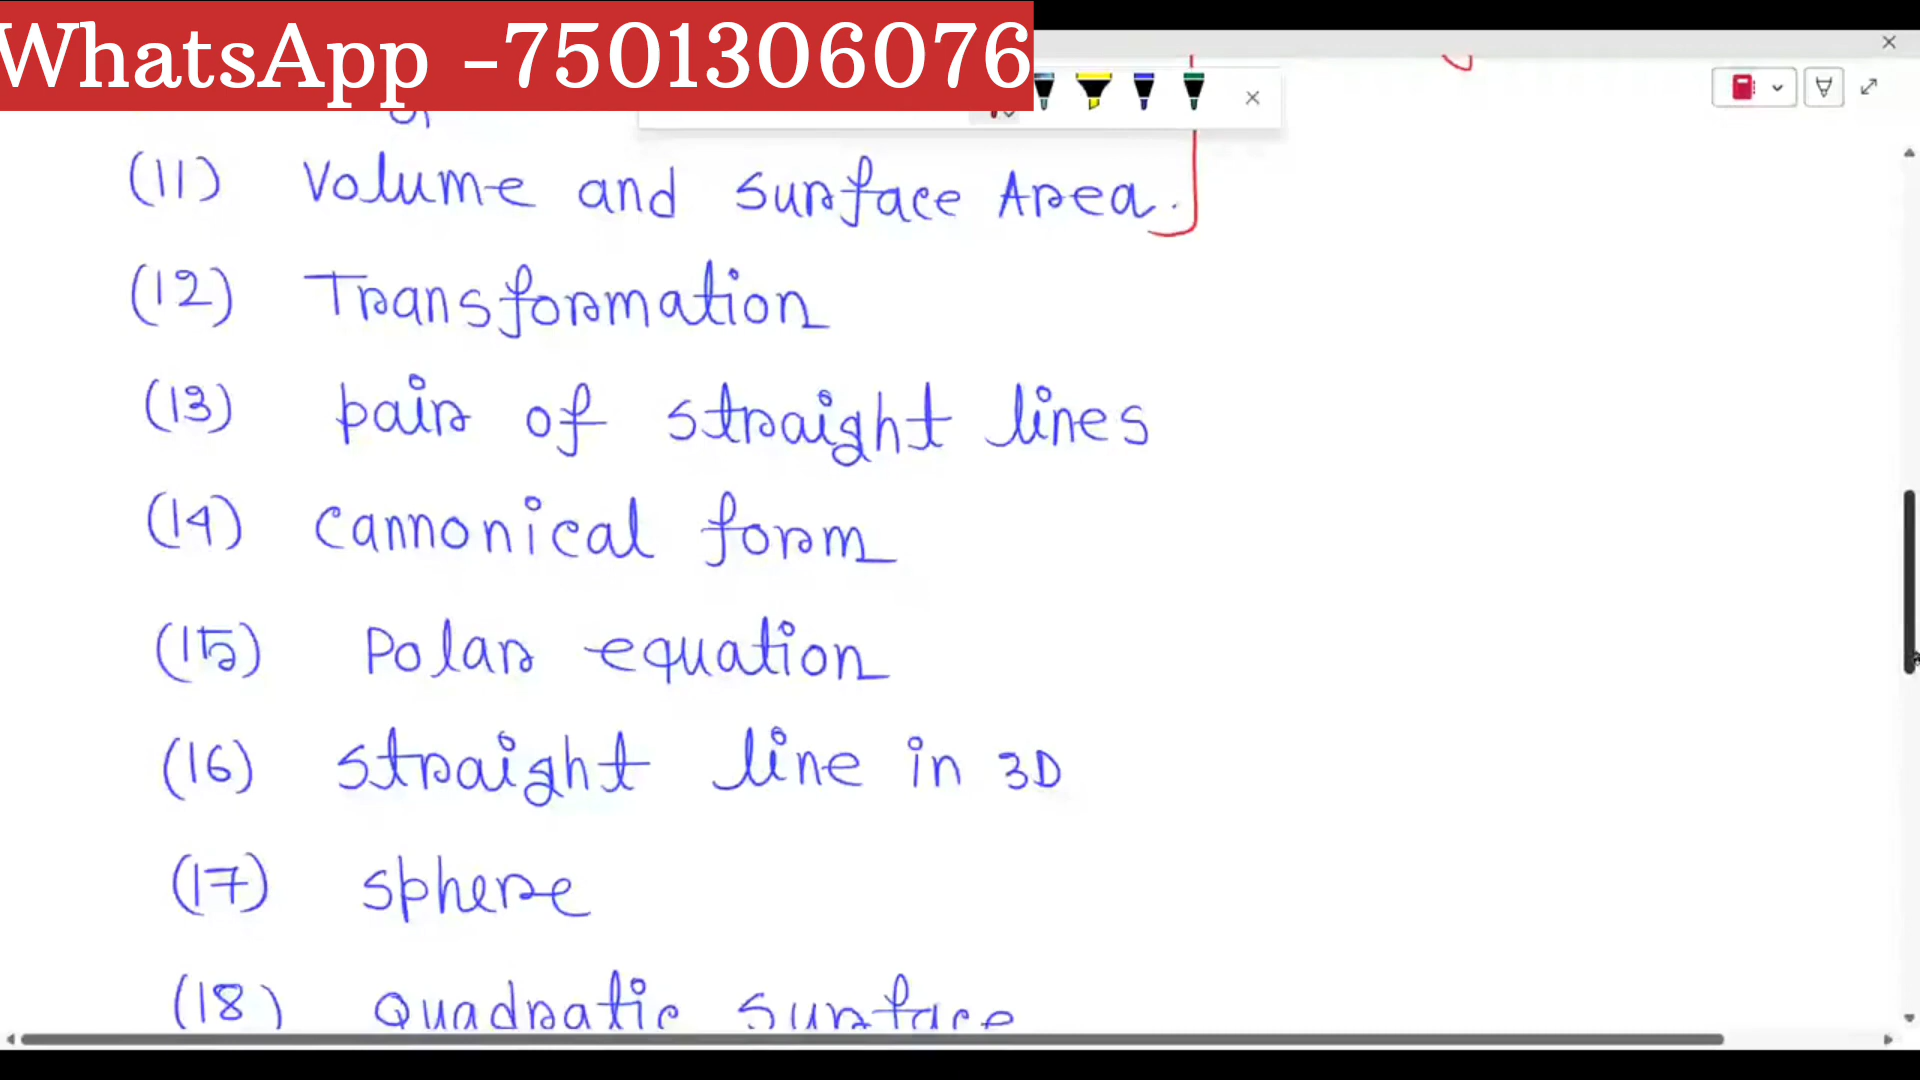 WhatsApp -7501306076
(11) Volume and surface Area.
(12) Transformation
(13) pair of straight lines
(14) cannonical form
(15) Polar equation
(16) straight line in 3D
(17) sphere
(18) Quadratic surface